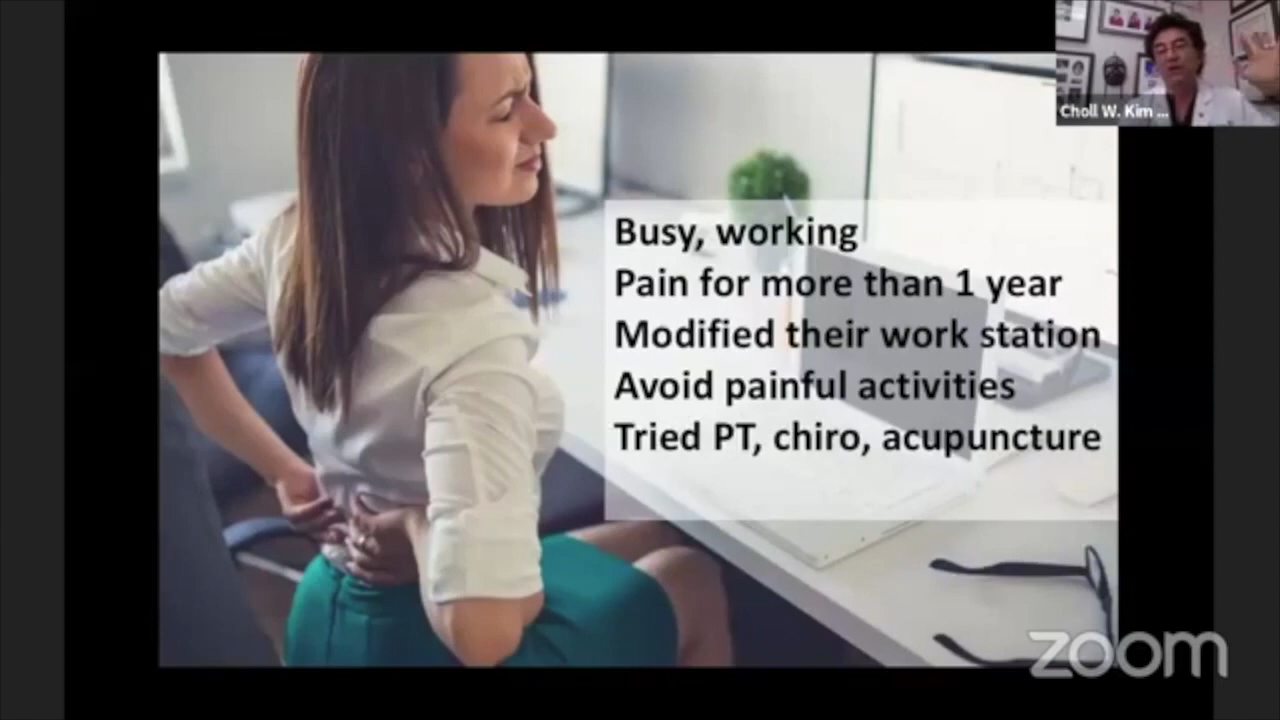 Choll W. Kim ...
Busy, working
Pain for more than 1 year
Modified their work station
Avoid painful activities
Tried PT, chiro, acupuncture
zoom